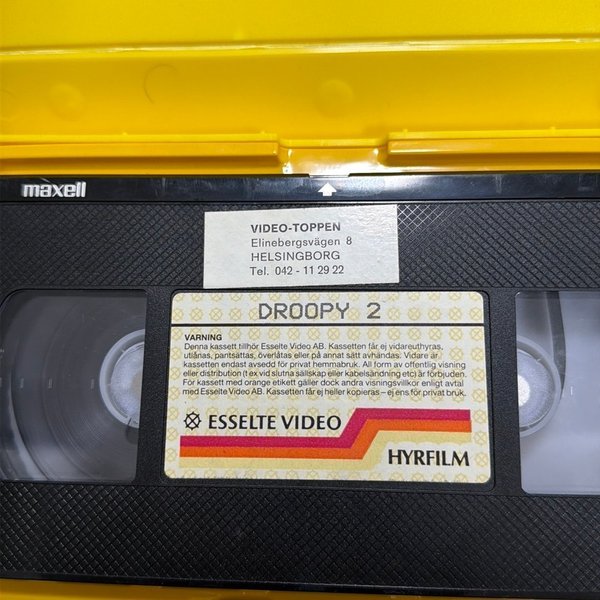 maxell
VIDEO-TOPPEN
Elinebergsvägen 8
HELSINGBORG
Tel. 042 - 11 29 22
DROOPY 2
VARNING
Denna kassett tillhör Esselte Video AB. Kassetten får ej vidareuthyras,
utlånas, pantsättas, överlåtas eller på annat sätt avhändas. Vidare är
kassetten endast avsedd för privat hemmabruk. All form av offentlig visning
eller distribution (t ex vid slutna sällskap eller kabelsändning etc) är förbjuden.
För kassett med orange etikett gäller dock andra visningsvillkor enligt avtal
med Esselte Video AB. Kassetten får ej heller kopieras – ej ens för privat bruk.
ESSELTE VIDEO
HYRFILM